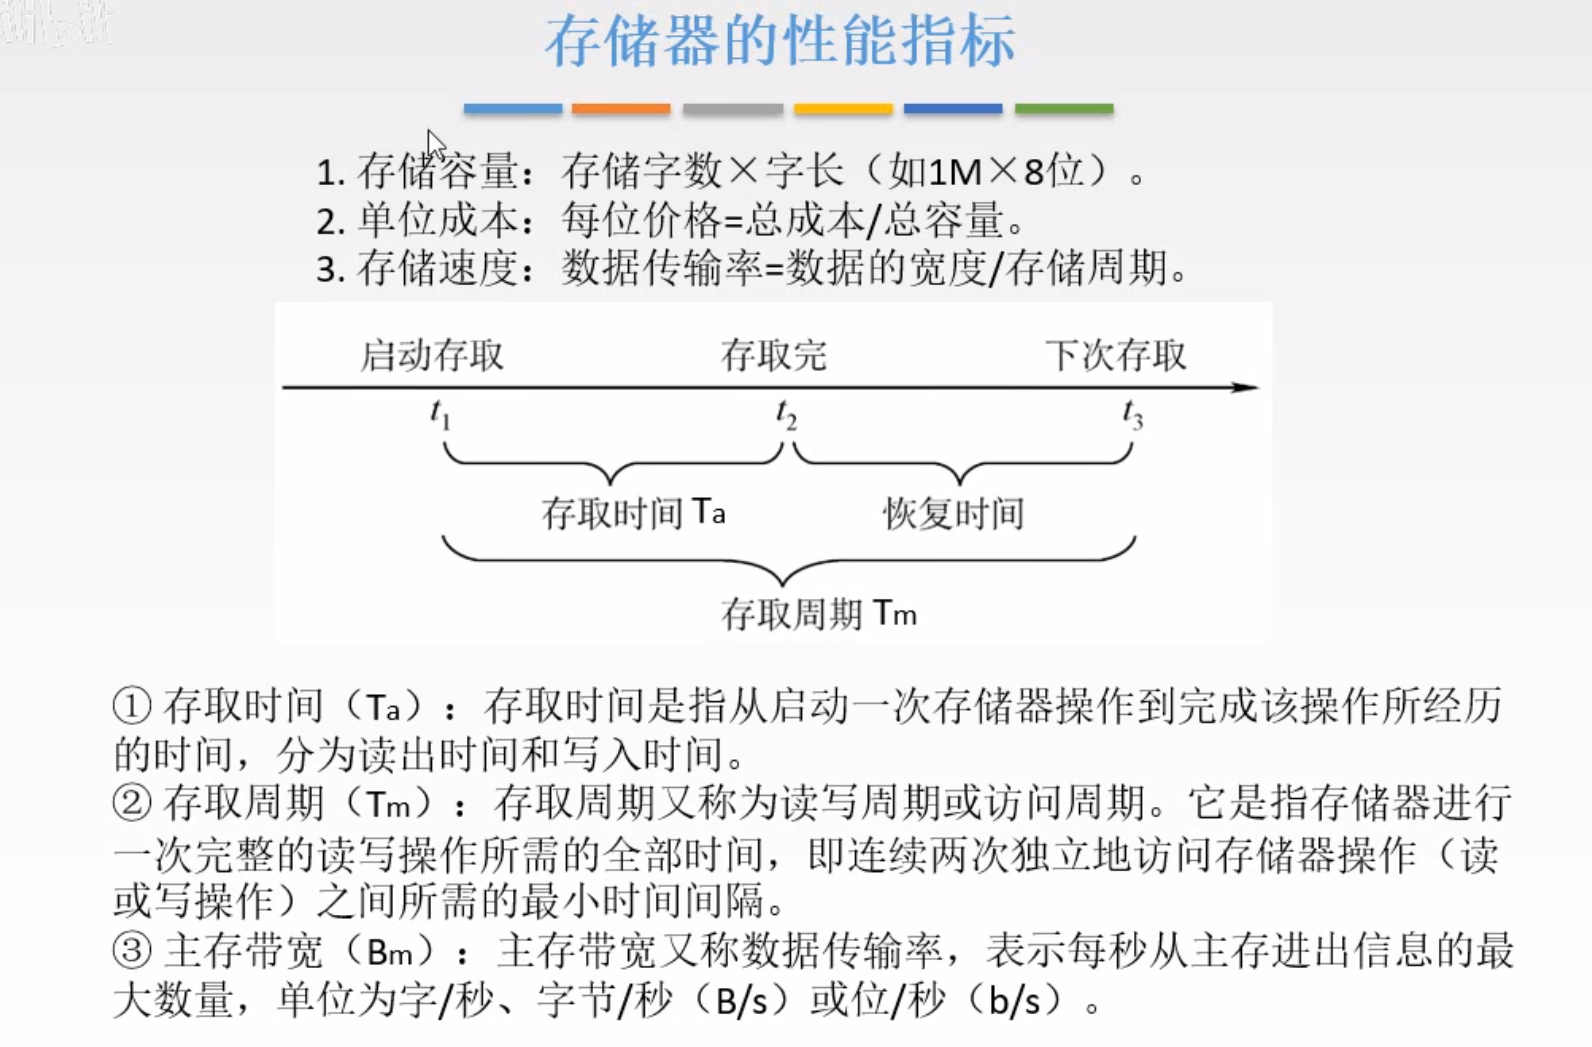 存储器的性能指标
1. 存储容量：存储字数×字长（如1M×8位）。
2. 单位成本：每位价格=总成本/总容量。
3. 存储速度：数据传输率=数据的宽度/存储周期。
启动存取 存取完 下次存取
t1 t2 t3
存取时间 Ta 恢复时间
存取周期 Tm
① 存取时间（Ta）：存取时间是指从启动一次存储器操作到完成该操作所经历
的时间，分为读出时间和写入时间。
② 存取周期（Tm）：存取周期又称为读写周期或访问周期。它是指存储器进行
一次完整的读写操作所需的全部时间，即连续两次独立地访问存储器操作（读
或写操作）之间所需的最小时间间隔。
③ 主存带宽（Bm）：主存带宽又称数据传输率，表示每秒从主存进出信息的最
大数量，单位为字/秒、字节/秒（B/s）或位/秒（b/s）。